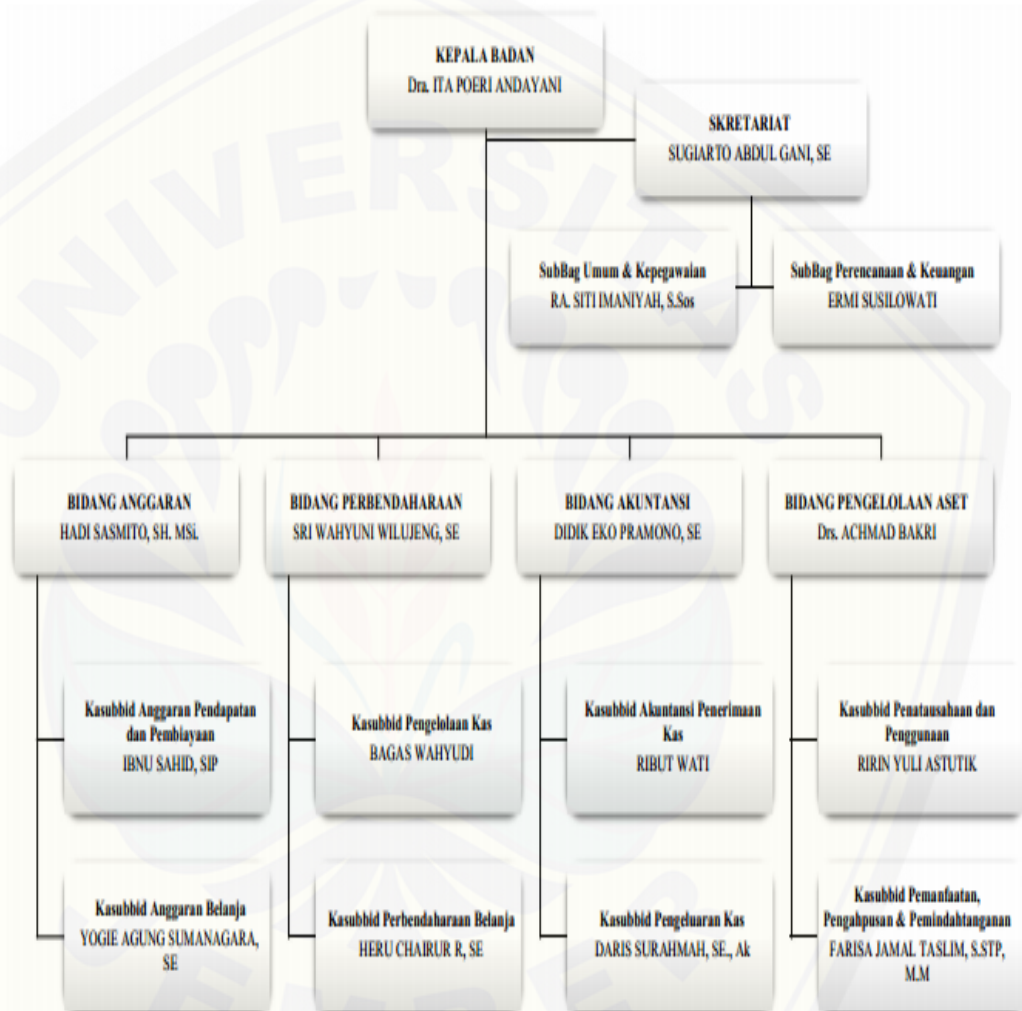 KEPALA BADAN
Dra. ITA POERI ANDAYANI
SKRETARIAT
SUGIARTO ABDUL GANI, SE
SubBag Umum & Kepegawaian
RA. SITI IMANIYAH, S.Sos
SubBag Perencanaan & Keuangan
ERMI SUSILOWATI
BIDANG ANGGARAN
HADI SASMITO, SH. MSi.
BIDANG PERBENDAHARAAN
SRI WAHYUNI WILUJENG, SE
BIDANG AKUNTANSI
DIDIK EKO PRAMONO, SE
BIDANG PENGELOLAAN ASET
Drs. ACHMAD BAKRI
Kasubbid Anggaran Pendapatan
dan Pembiayaan
IBNU SAHID, SIP
Kasubbid Pengelolaan Kas
BAGAS WAHYUDI
Kasubbid Akuntansi Penerimaan
Kas
RIBUT WATI
Kasubbid Penatausahaan dan
Penggunaan
RIRIN YULI ASTUTIK
Kasubbid Anggaran Belanja
YOGIE AGUNG SUMANAGARA,
SE
Kasubbid Perbendaharaan Belanja
HERU CHAIRUR R, SE
Kasubbid Pengeluaran Kas
DARIS SURAHMAH, SE., Ak
Kasubbid Pemanfaatan,
Pengahpusan & Pemindahtanganan
FARISA JAMAL TASLIM, S.STP,
M.M
UNIVERSITAS